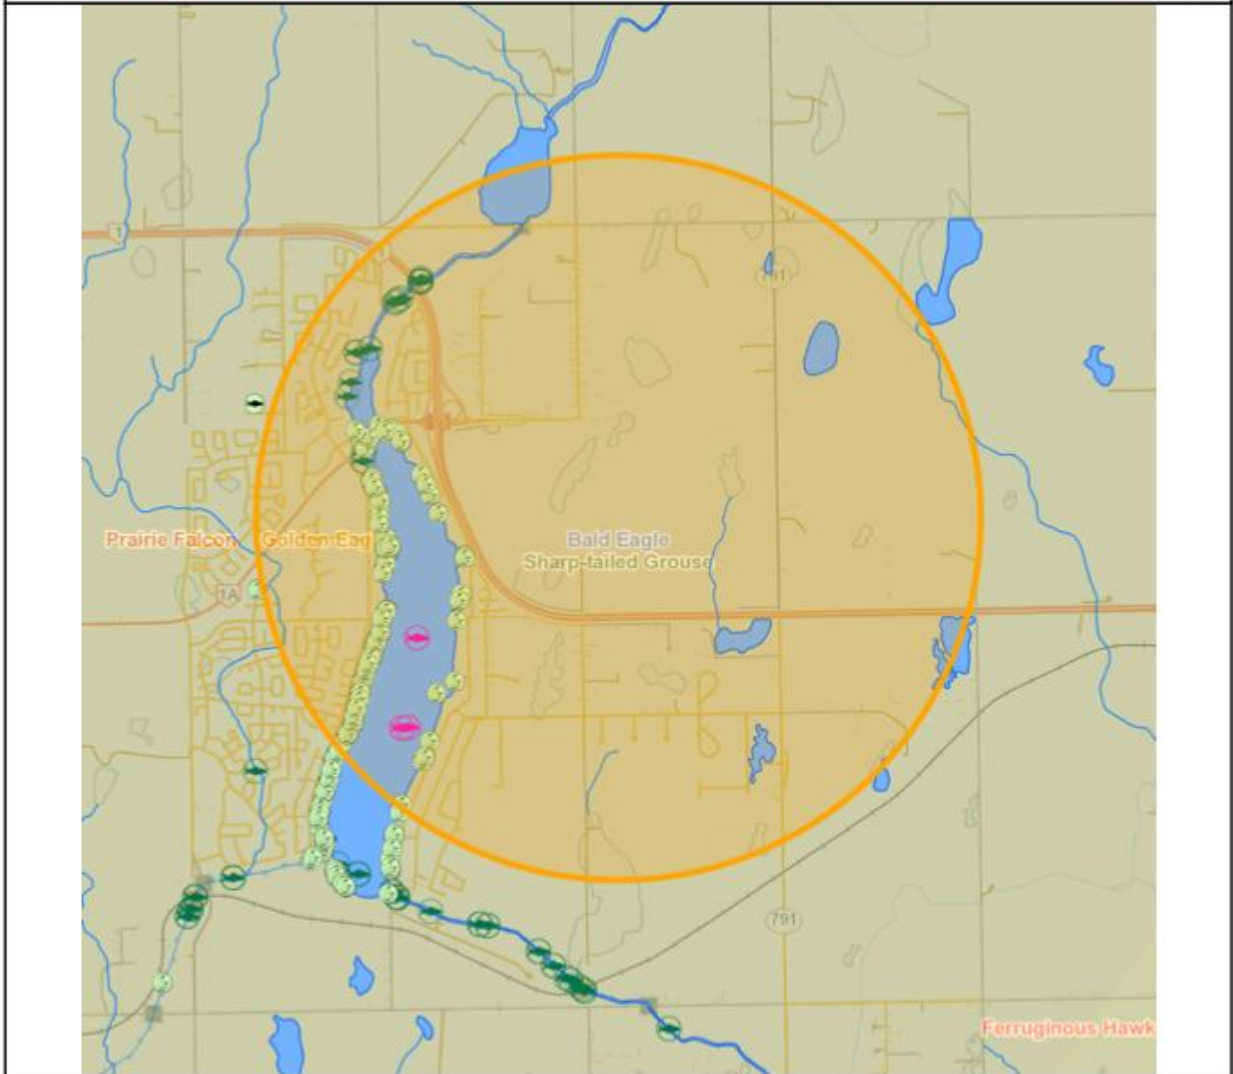 1
791
Prairie Falcon
Golden Eag
Bald Eagle
Sharp-tailed Grouse
1A
791
Ferruginous Hawk